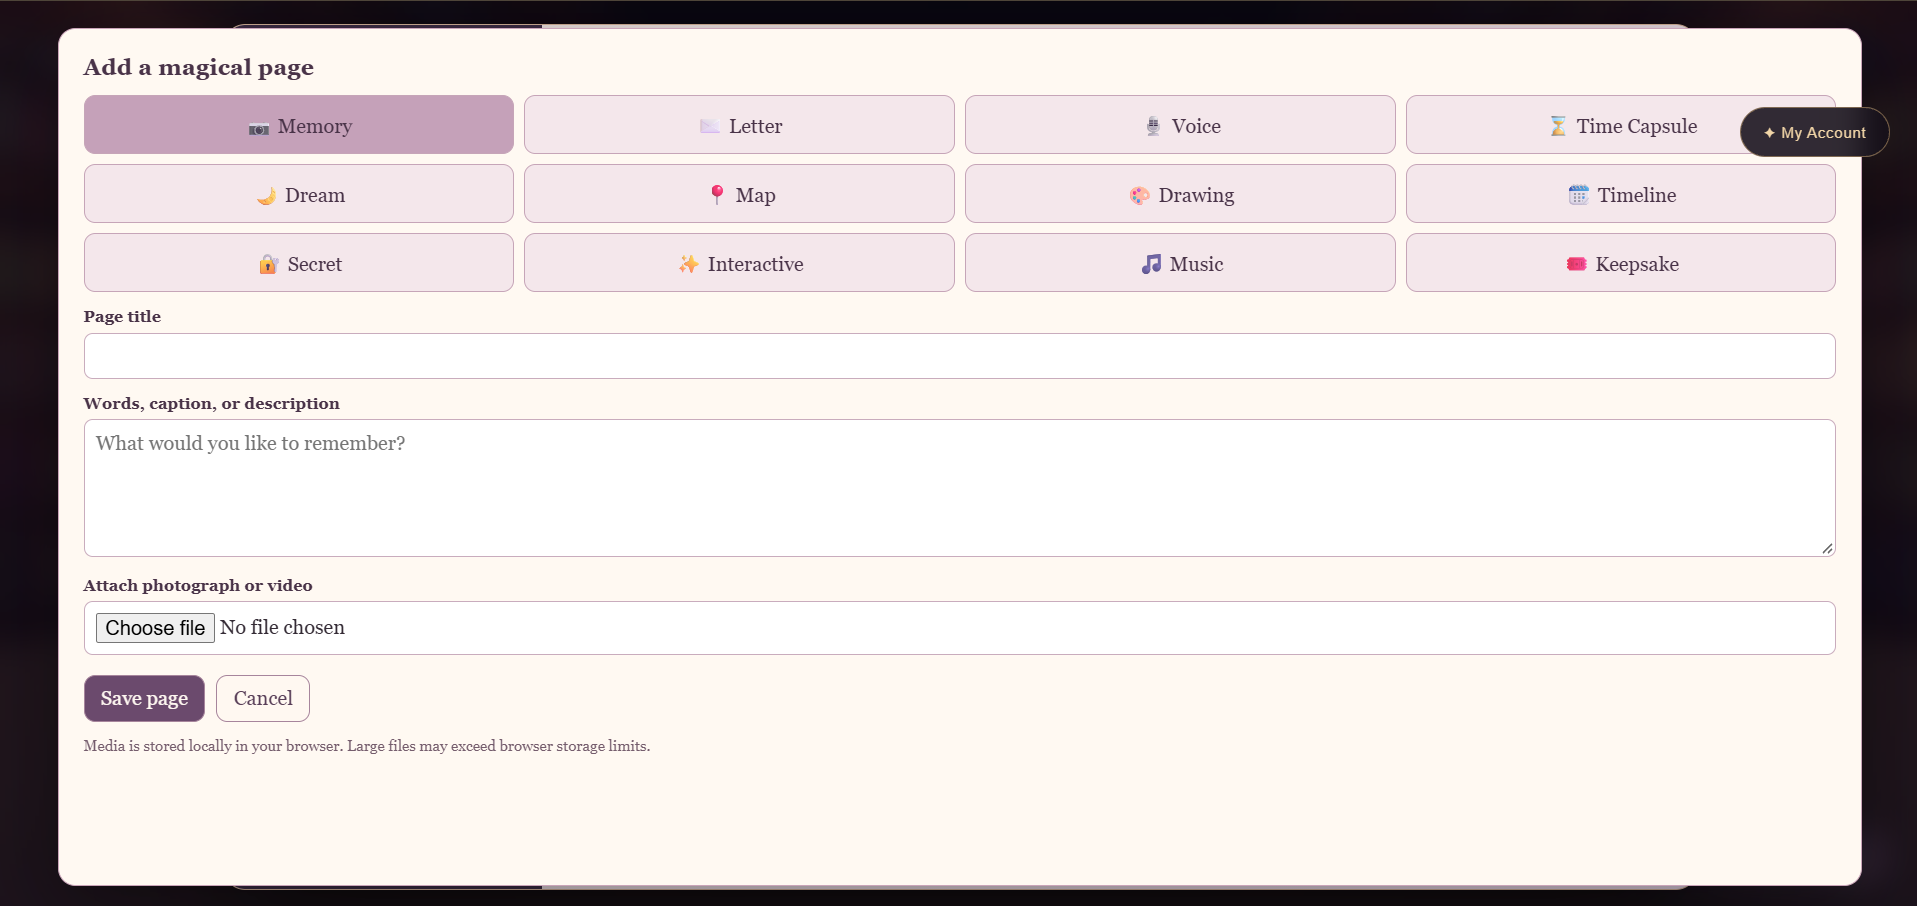 Add a magical page
Memory
Letter
Voice
Time Capsule
✦ My Account
Dream
Map
Drawing
Timeline
Secret
Interactive
Music
Keepsake
Page title
Words, caption, or description
What would you like to remember?
Attach photograph or video
Choose file No file chosen
Save page
Cancel
Media is stored locally in your browser. Large files may exceed browser storage limits.